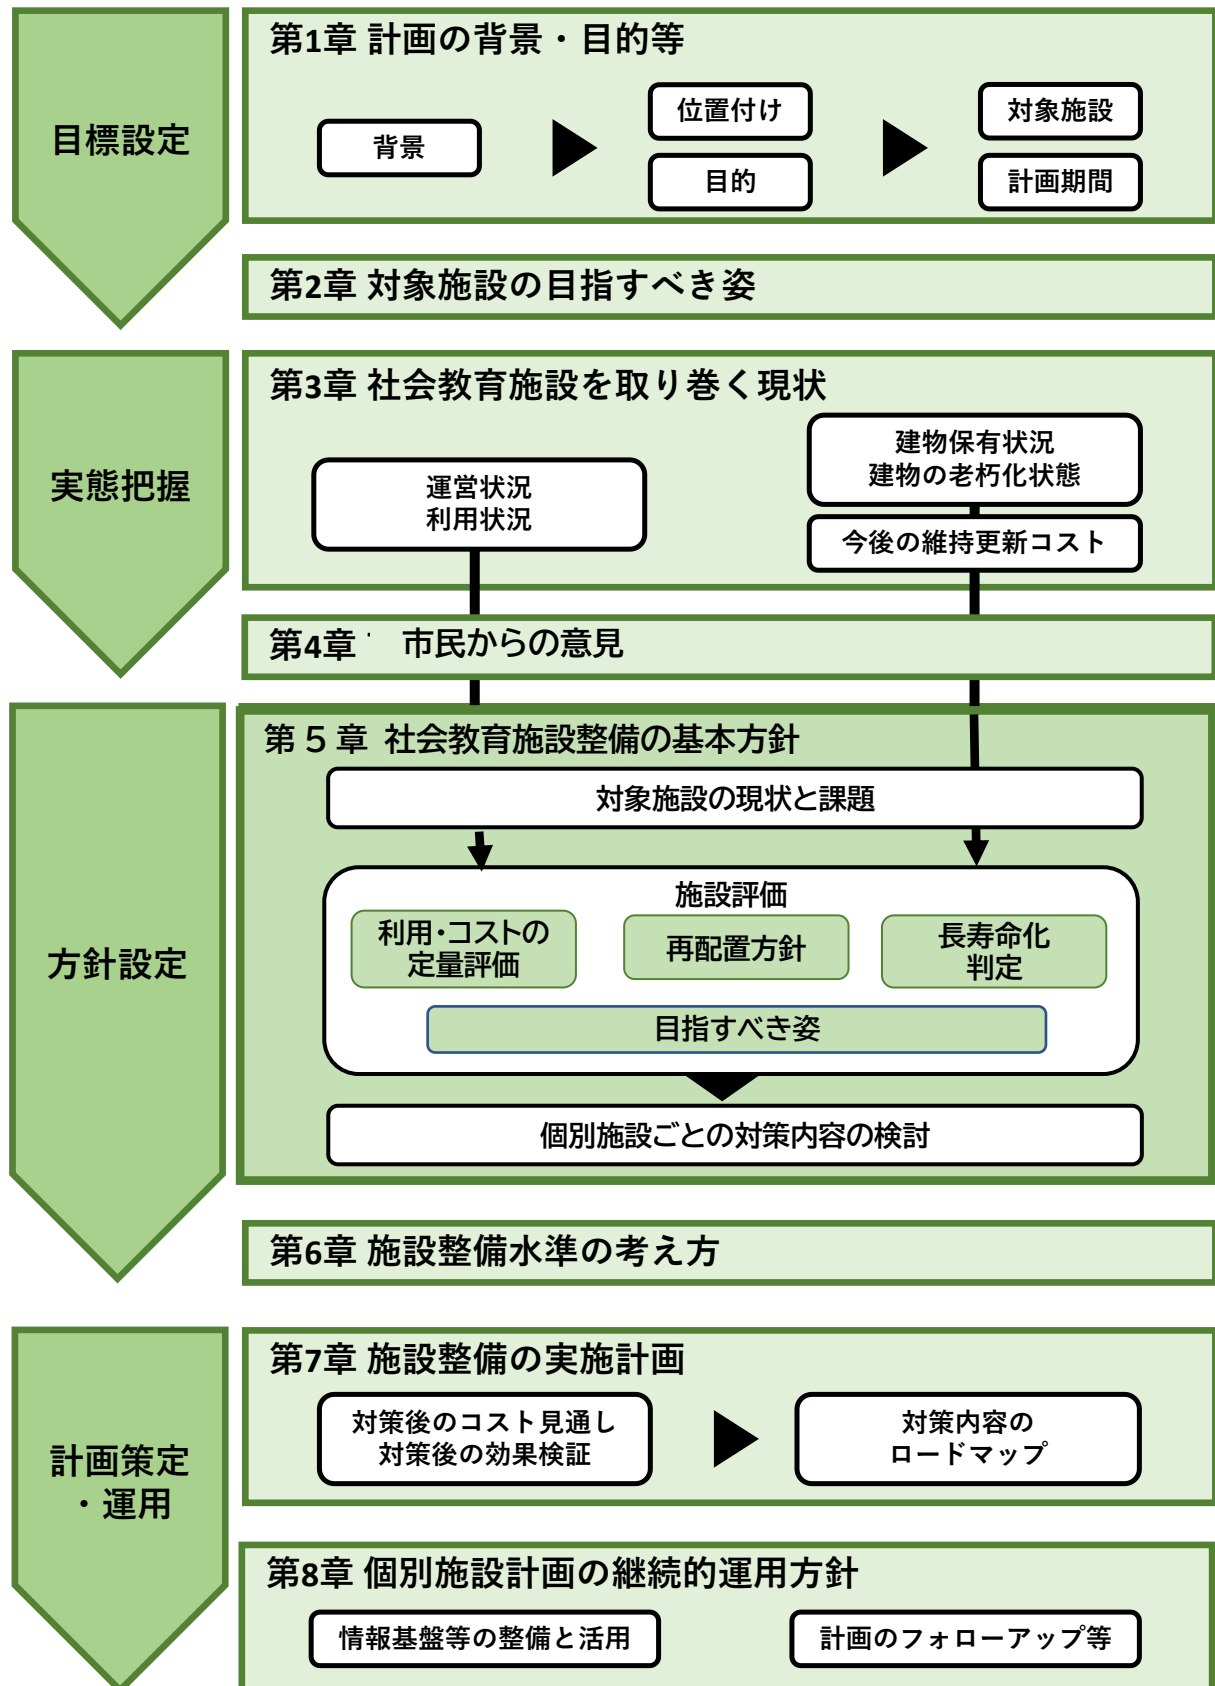 目標設定
第1章 計画の背景・目的等
背景
位置付け
目的
対象施設
計画期間
第2章 対象施設の目指すべき姿
実態把握
第3章 社会教育施設を取り巻く現状
運営状況
利用状況
建物保有状況
建物の老朽化状態
今後の維持更新コスト
第4章 市民からの意見
方針設定
第５章 社会教育施設整備の基本方針
対象施設の現状と課題
施設評価
利用・コストの
定量評価
再配置方針
長寿命化
判定
目指すべき姿
個別施設ごとの対策内容の検討
第6章 施設整備水準の考え方
計画策定
・運用
第7章 施設整備の実施計画
対策後のコスト見通し
対策後の効果検証
対策内容の
ロードマップ
第8章 個別施設計画の継続的運用方針
情報基盤等の整備と活用
計画のフォローアップ等